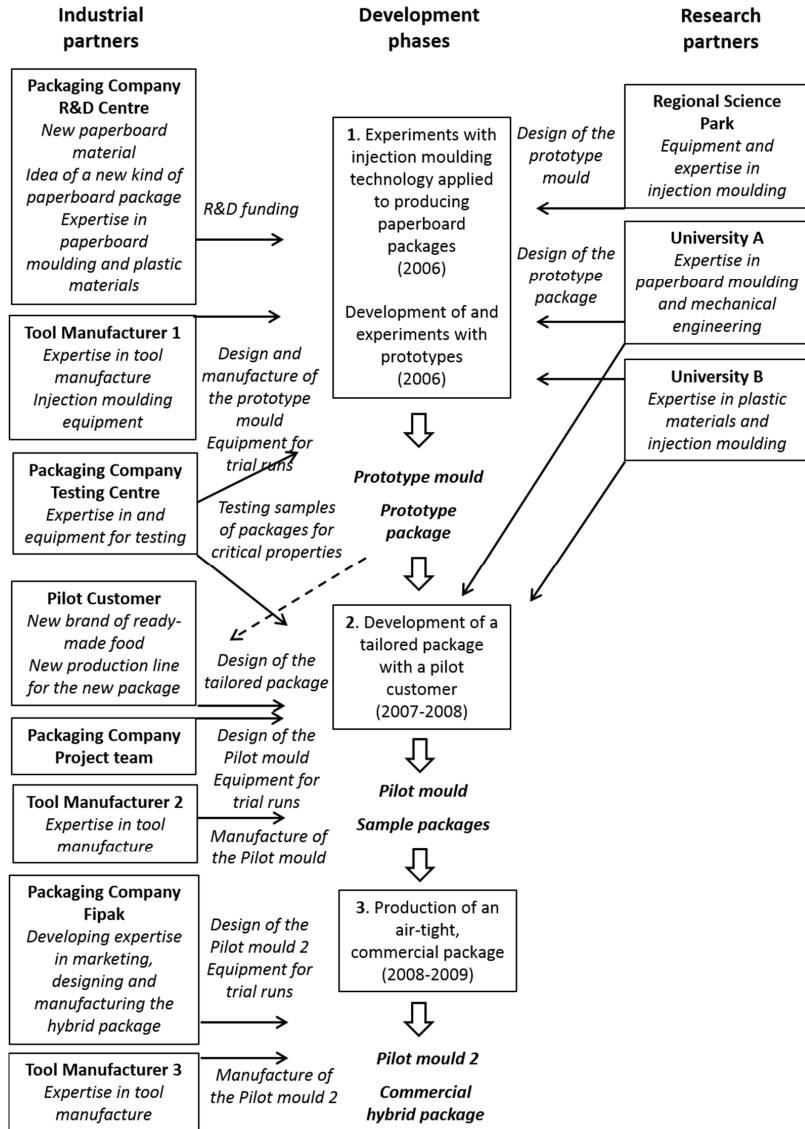 Industrial
partners
Development
phases
Research
partners
Packaging Company
R&D Centre
New paperboard
material
Idea of a new kind of
paperboard package
Expertise in
paperboard
moulding and plastic
materials
R&D funding
Tool Manufacturer 1
Expertise in tool
manufacture
Injection moulding
equipment
Design and
manufacture of
the prototype
mould
Equipment for
trial runs
Packaging Company
Testing Centre
Expertise in and
equipment for testing
Testing samples
of packages for
critical properties
Pilot Customer
New brand of ready-
made food
New production line
for the new package
Design of the
tailored package
Packaging Company
Project team
Design of the
Pilot mould
Equipment for
trial runs
Tool Manufacturer 2
Expertise in tool
manufacture
Manufacture of
the Pilot mould
Packaging Company
Fipak
Developing expertise
in marketing,
designing and
manufacturing the
hybrid package
Design of the
Pilot mould 2
Equipment for
trial runs
Tool Manufacturer 3
Expertise in tool
manufacture
Manufacture of
the Pilot mould 2
1. Experiments with
injection moulding
technology applied
to producing
paperboard
packages
(2006)
Development of and
experiments with
prototypes
(2006)
Prototype mould
Prototype
package
2. Development of a
tailored package
with a pilot
customer
(2007-2008)
Pilot mould
Sample packages
3. Production of an
air-tight,
commercial package
(2008-2009)
Pilot mould 2
Commercial
hybrid package
Design of the
prototype
mould
Regional Science
Park
Equipment and
expertise in
injection moulding
Design of the
prototype
package
University A
Expertise in
paperboard moulding
and mechanical
engineering
University B
Expertise in plastic
materials and
injection moulding